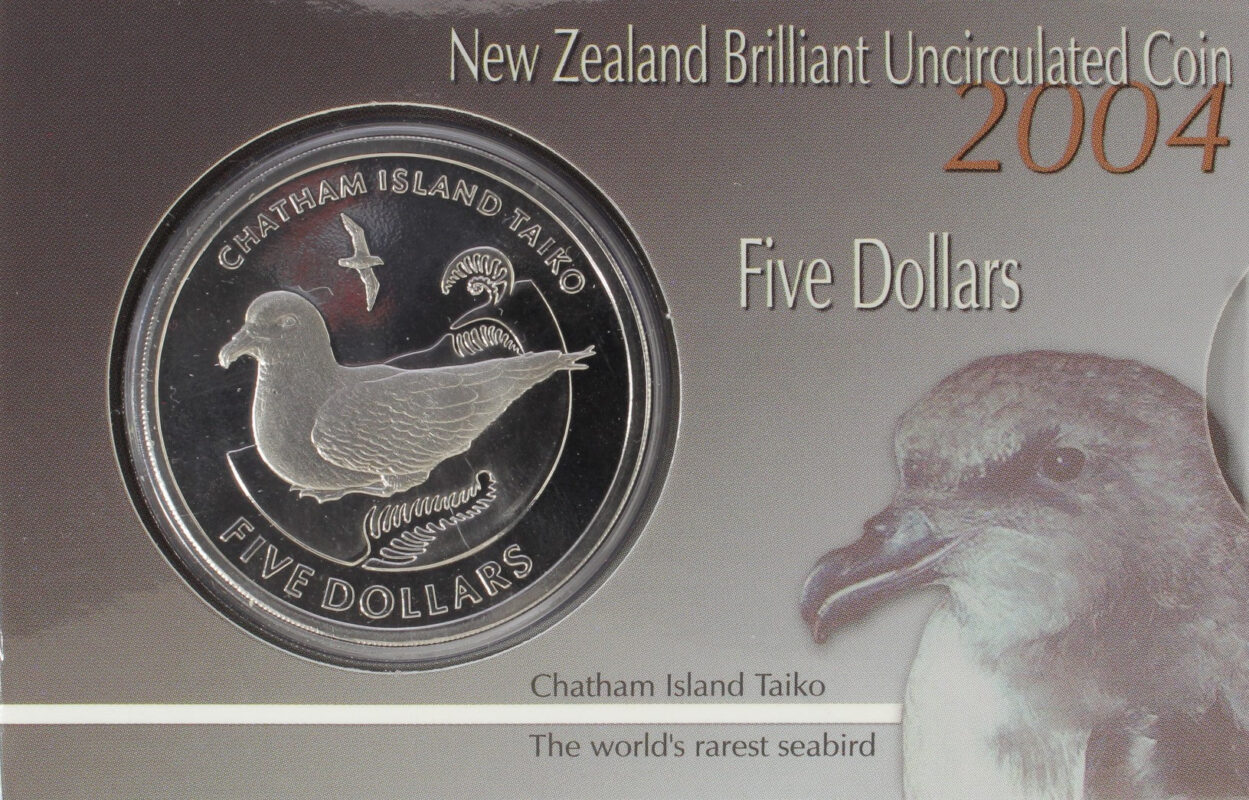 New Zealand Brilliant Uncirculated Coin
2004
CHATHAM ISLAND TAIKO
Five Dollars
FIVE DOLLARS
Chatham Island Taiko
The world's rarest seabird